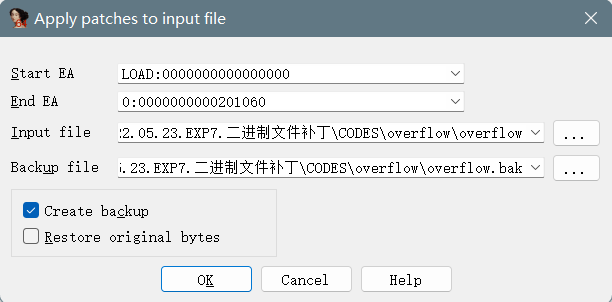 Apply patches to input file
Start EA LOAD:0000000000000000
End EA 0:0000000000201060
Input file 22.05.23.EXP7.二进制文件补丁\CODES\overflow\overflow ...
Backup file 5.23.EXP7.二进制文件补丁\CODES\overflow\overflow.bak ...
Create backup
Restore original bytes
OK Cancel Help